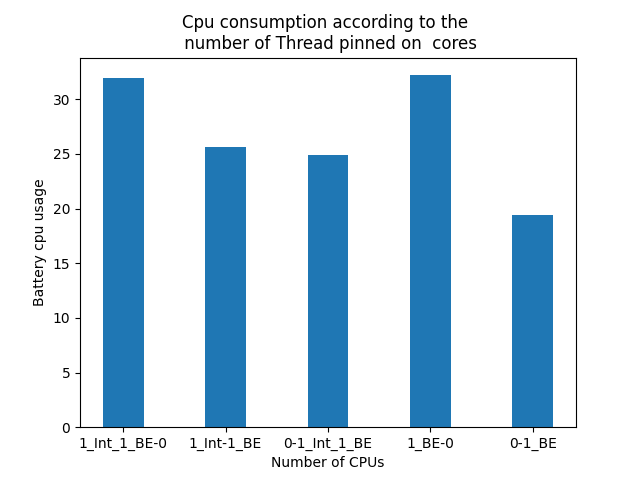 Cpu consumption according to the
number of Thread pinned on  cores
Battery cpu usage
30
25
20
15
10
5
0
1_Int_1_BE-0 1_Int-1_BE 0-1_Int_1_BE 1_BE-0 0-1_BE
Number of CPUs